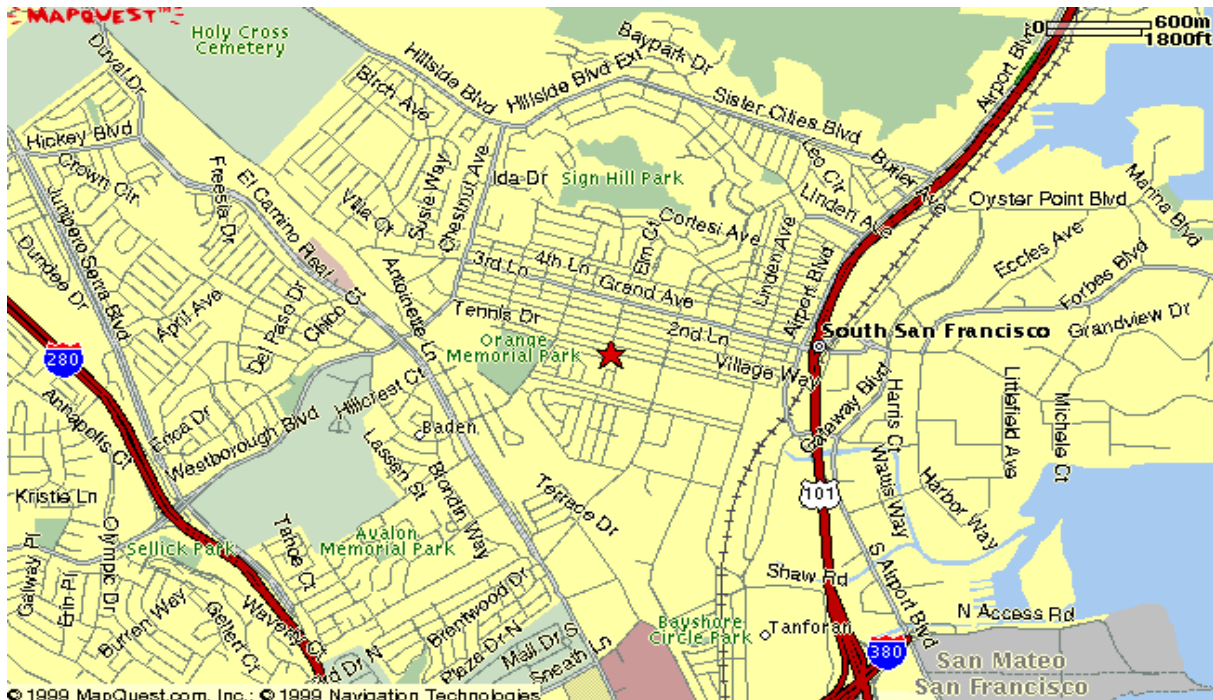 MAPQUEST™
0 600m
1800ft
Holy Cross
Cemetery
Duval Dr
Hillside Blvd
Hillside Blvd Ext
Baypark Dr
Airport Blvd
Birch Ave
Sister Cities Blvd
Hickey Blvd
Crown Cir
Freesia Dr
El Camino Real
Susie Way
Chestnut Ave
Ida Dr
Sign Hill Park
Leo Cir
Linden Ave
Oyster Point Blvd
Marina Blvd
Junipero Serra Blvd
Villa Ct
Cortesi Ave
Elm Ct
Linden Ave
Airport Blvd
Eccles Ave
Forbes Blvd
Dundee Dr
Antoinette Ln
3rd Ln
4th Ln
Grand Ave
April Ave
Del Paso Dr
Chico Ct
Tennis Dr
2nd Ln
South San Francisco
Grandview Dr
Orange
Memorial Park
Village Way
280
Annapolis Ct
Hillcrest Ct
Gateway Blvd
Harris Ct
Littlefield Ave
Michele Ct
Erica Dr
Westborough Blvd
Baden
Lassen St
Blondin Way
Wattis Way
Harbor Way
Kristie Ln
Olympic Dr
101
Terrace Dr
Tahoe Ct
Avalon
Memorial Park
Sellick Park
Galway Pl
Erin Pl
Shaw Rd
S Airport Blvd
Burren Way
Gellert Ct
Waverly Ct
Brentwood Dr
N Access Rd
Bayshore
Circle Park
Tanforan
Plaza Dr N
Mall Dr S
Sneath Ln
380
San Mateo
San Francisco
3rd Dr N
© 1999 MapQuest.com, Inc.; © 1999 Navigation Technologies